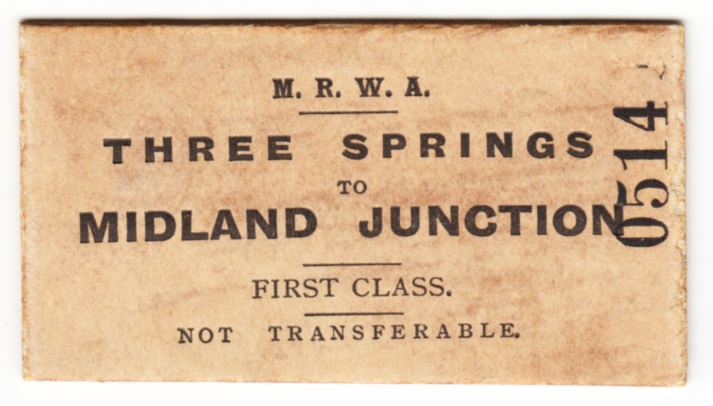 M. R. W. A.
THREE SPRINGS
TO
MIDLAND JUNCTION
FIRST CLASS.
NOT TRANSFERABLE.
0514